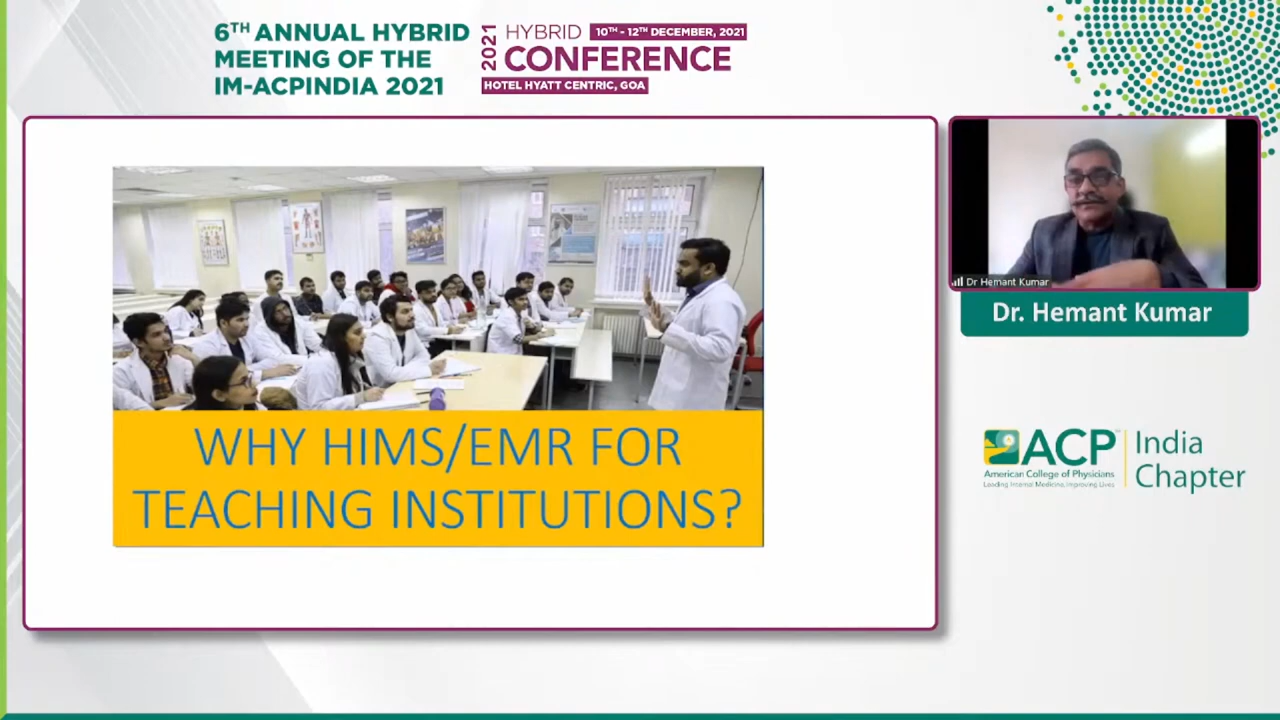 6TH ANNUAL HYBRID
MEETING OF THE
IM-ACPINDIA 2021
2021
HYBRID 10TH - 12TH DECEMBER, 2021
CONFERENCE
HOTEL HYATT CENTRIC, GOA
WHY HIMS/EMR FOR
TEACHING INSTITUTIONS?
Dr Hemant Kumar
Dr. Hemant Kumar
ACP
American College of Physicians
Leading Internal Medicine, Improving Lives
India
Chapter